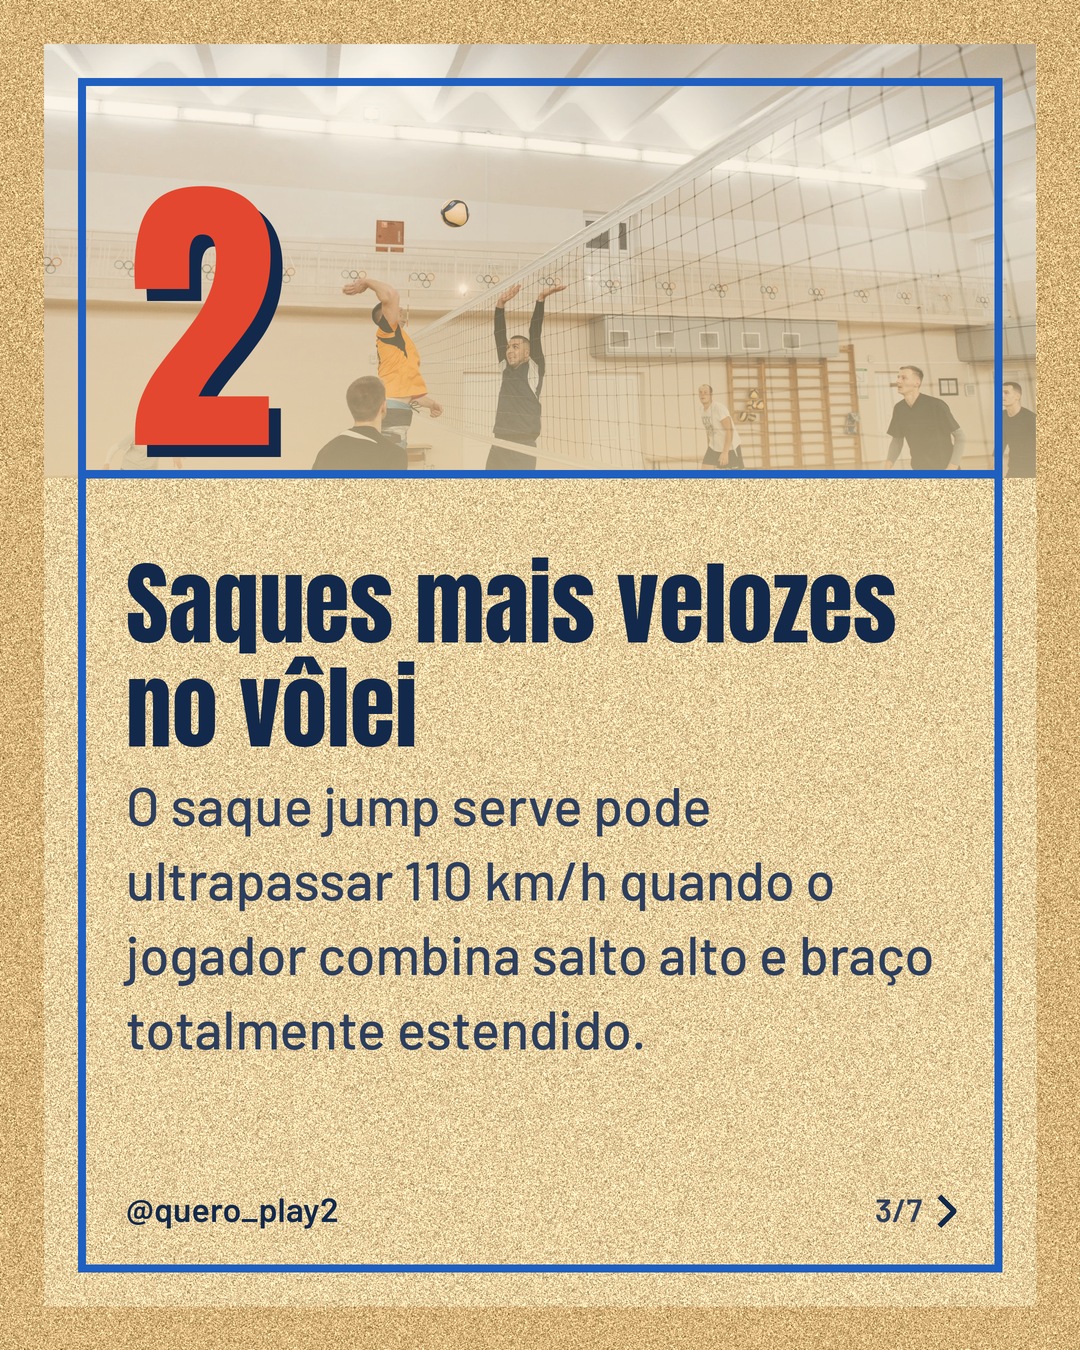 2
Saques mais velozes
no vôlei
O saque jump serve pode
ultrapassar 110 km/h quando o
jogador combina salto alto e braço
totalmente estendido.
@quero_play2
3/7